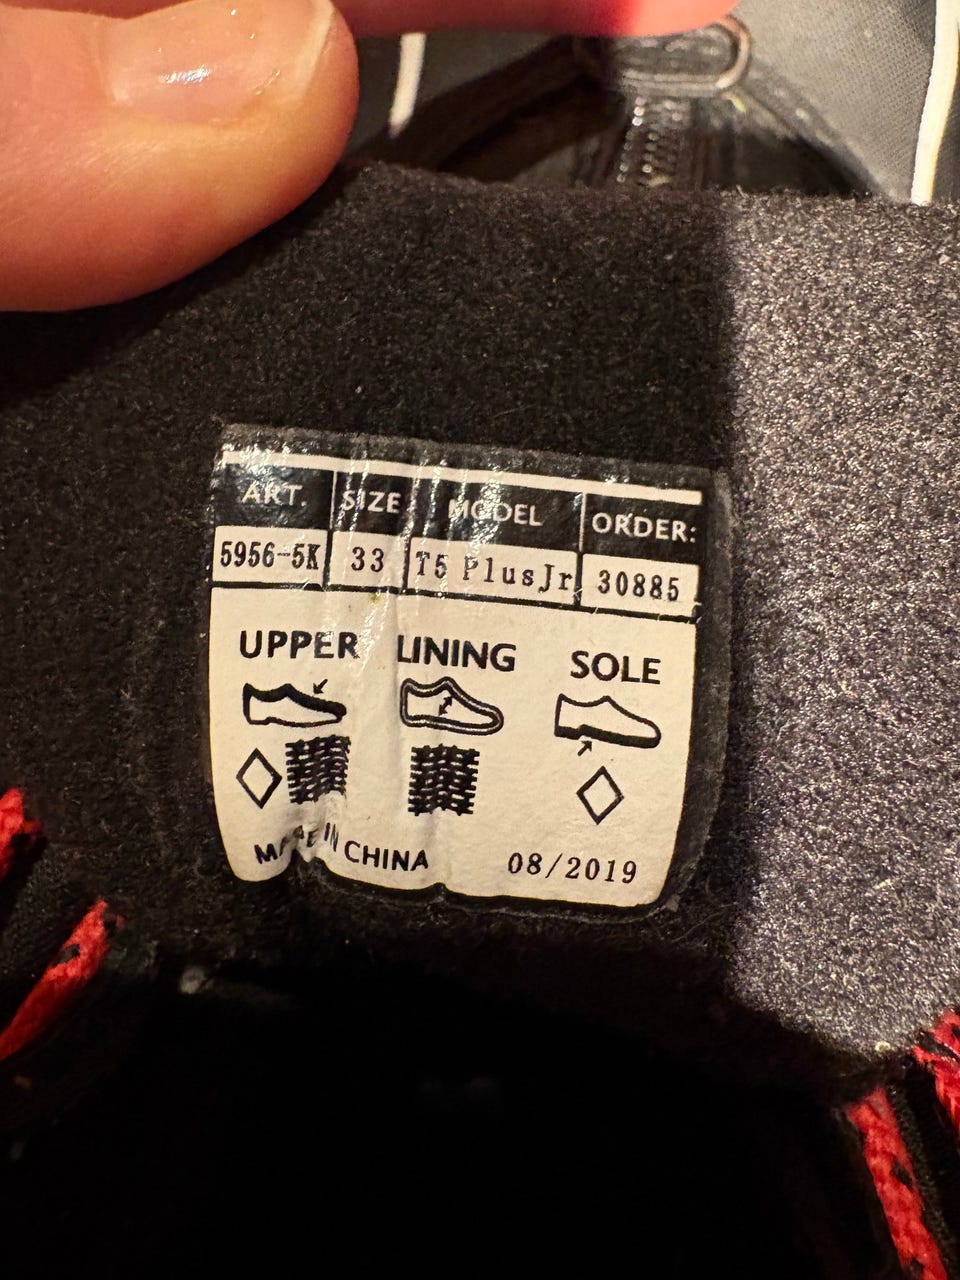 ART. SIZE MODEL ORDER:
5956-5K 33 T5 PlusJr 30885
UPPER LINING SOLE
MADE IN CHINA 08/2019